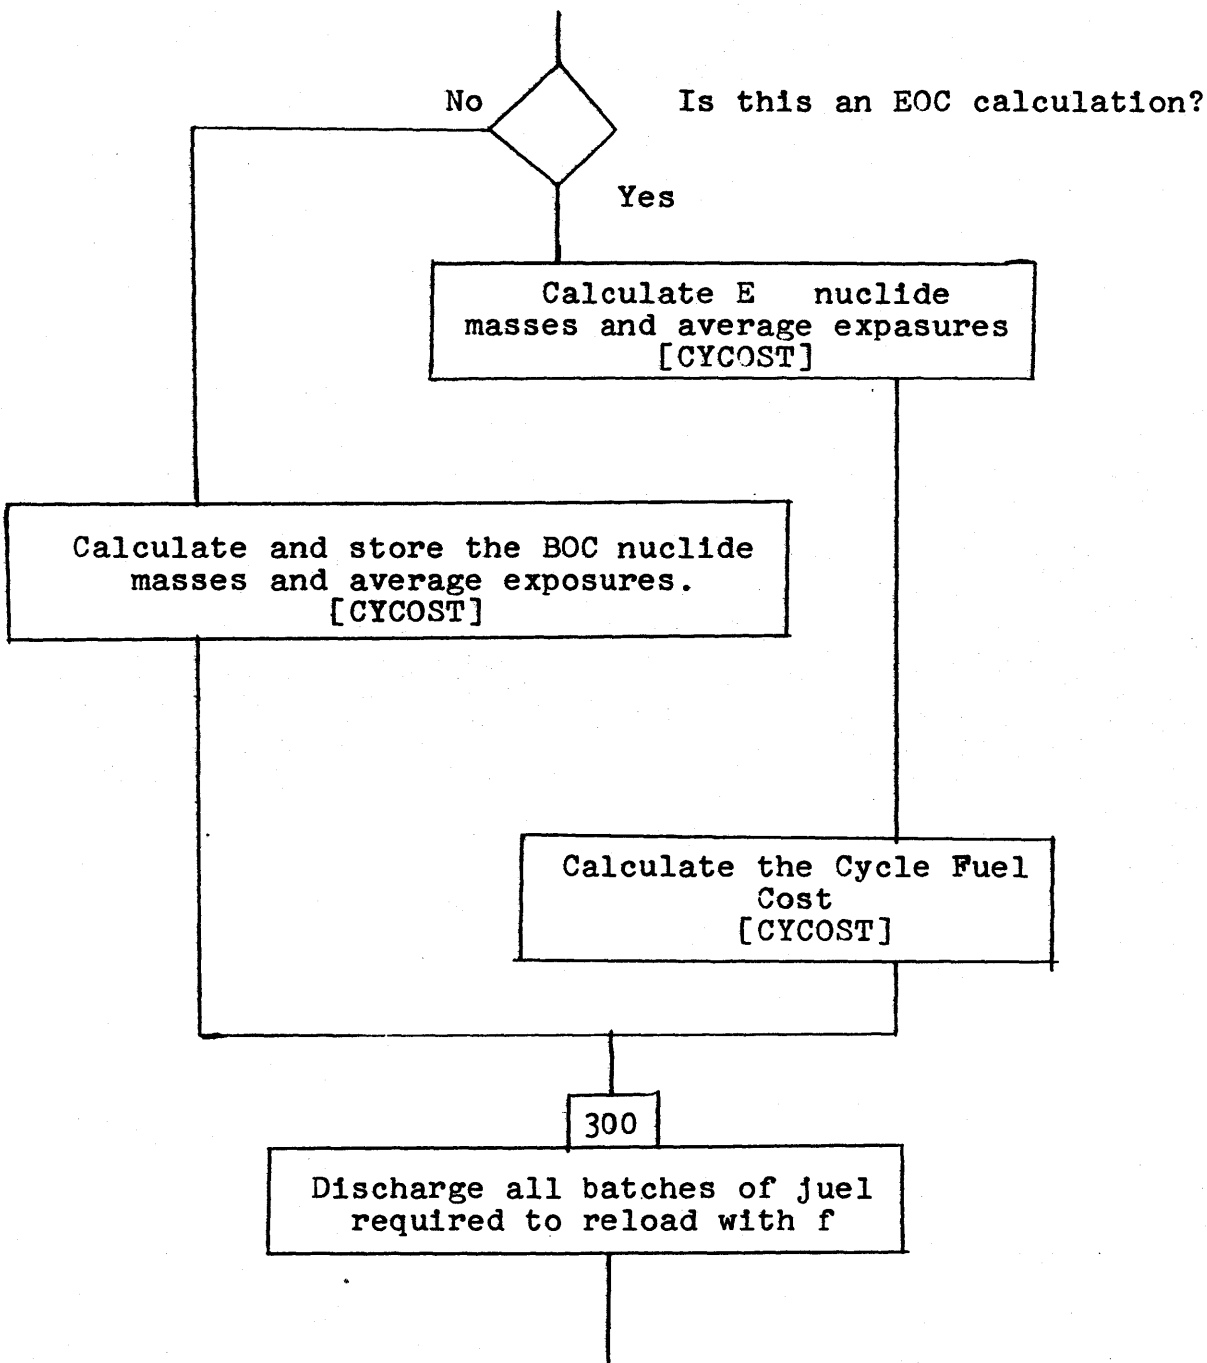 No
Is this an EOC calculation?
Yes
Calculate E nuclide
masses and average expasures
[CYCOST]
Calculate and store the BOC nuclide
masses and average exposures.
[CYCOST]
Calculate the Cycle Fuel
Cost
[CYCOST]
300
Discharge all batches of juel
required to reload with f